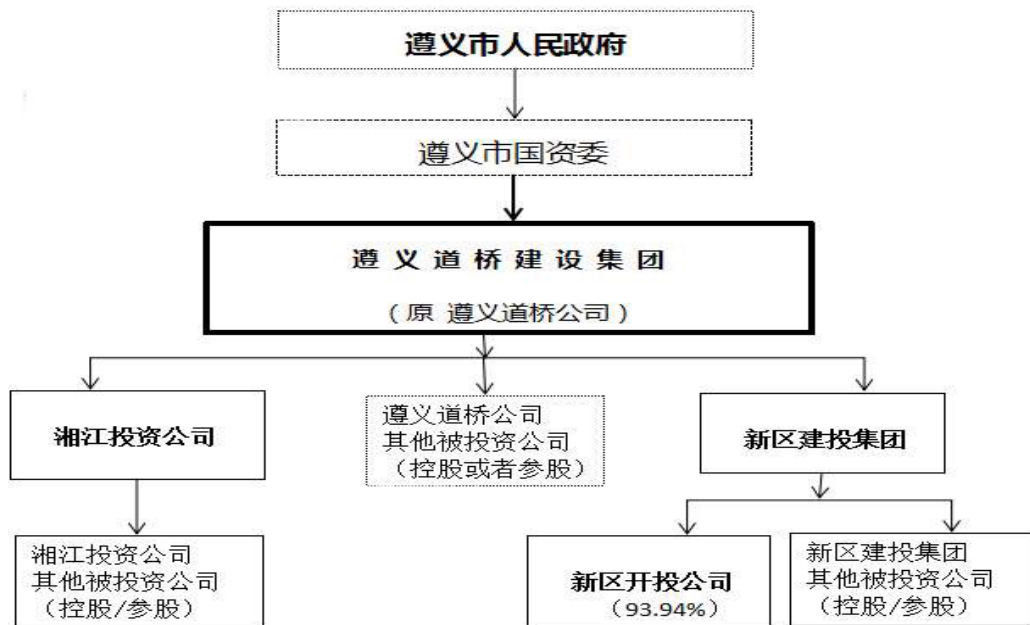 遵义市人民政府
遵义市国资委
遵义道桥建设集团
（原 遵义道桥公司）
湘江投资公司
遵义道桥公司
其他被投资公司
（控股或者参股）
新区建投集团
湘江投资公司
其他被投资公司
（控股/参股）
新区开投公司
（93.94%）
新区建投集团
其他被投资公司
（控股/参股）